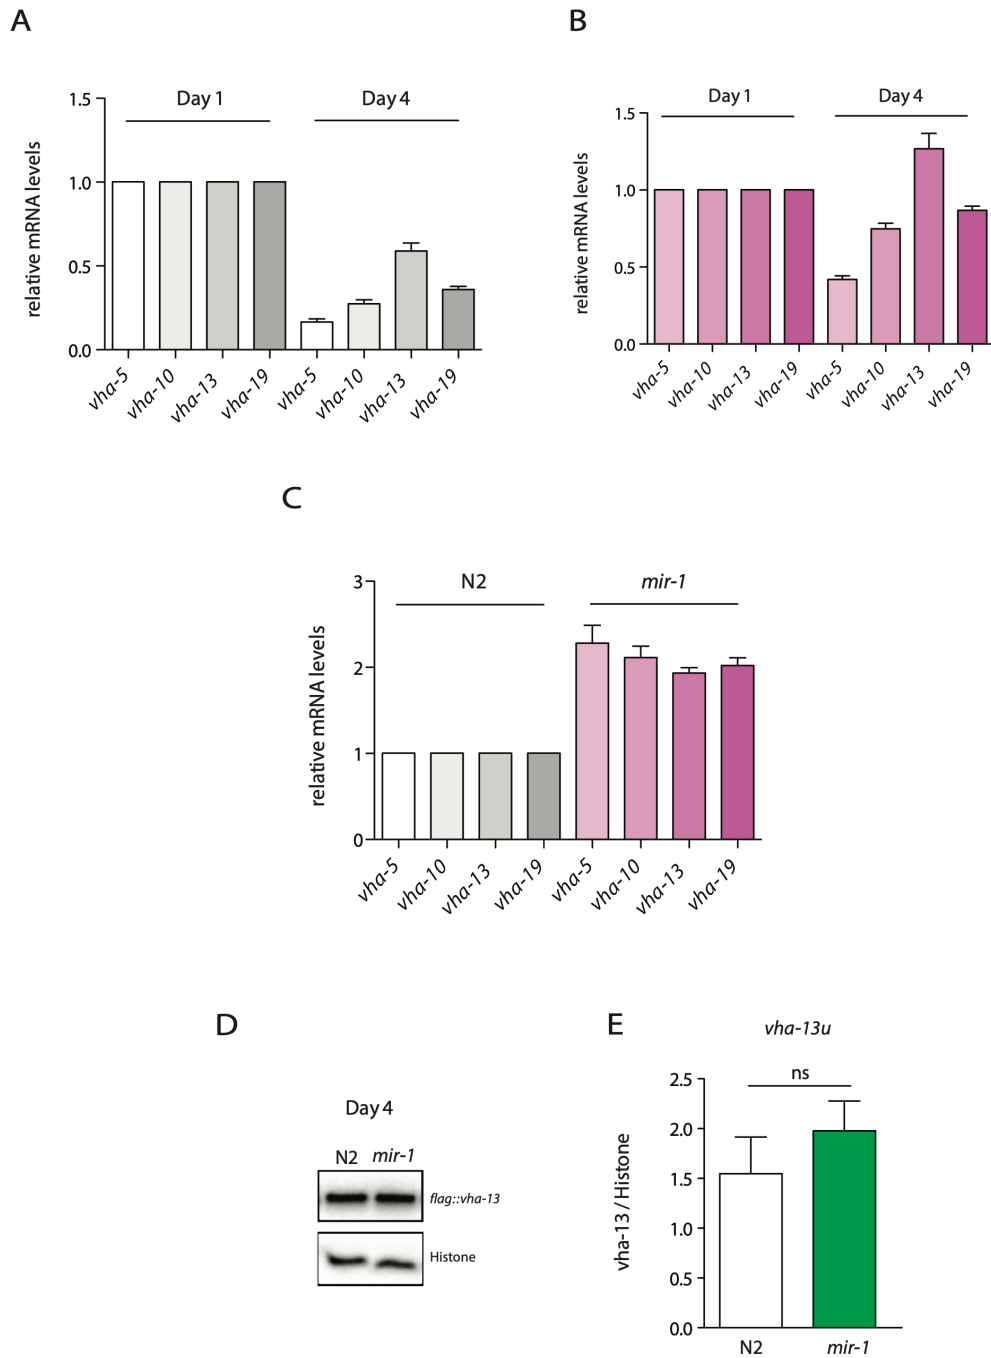 A
Day 1
Day 4
relative mRNA levels
1.5
1.0
0.5
0.0
vha-5
vha-10
vha-13
vha-19
vha-5
vha-10
vha-13
vha-19
B
Day 1
Day 4
relative mRNA levels
1.5
1.0
0.5
0.0
vha-5
vha-10
vha-13
vha-19
vha-5
vha-10
vha-13
vha-19
C
N2
mir-1
relative mRNA levels
3
2
1
0
vha-5
vha-10
vha-13
vha-19
vha-5
vha-10
vha-13
vha-19
D
Day 4
N2 mir-1
flag::vha-13
Histone
E
vha-13u
ns
vha-13 / Histone
2.5
2.0
1.5
1.0
0.5
0.0
N2
mir-1